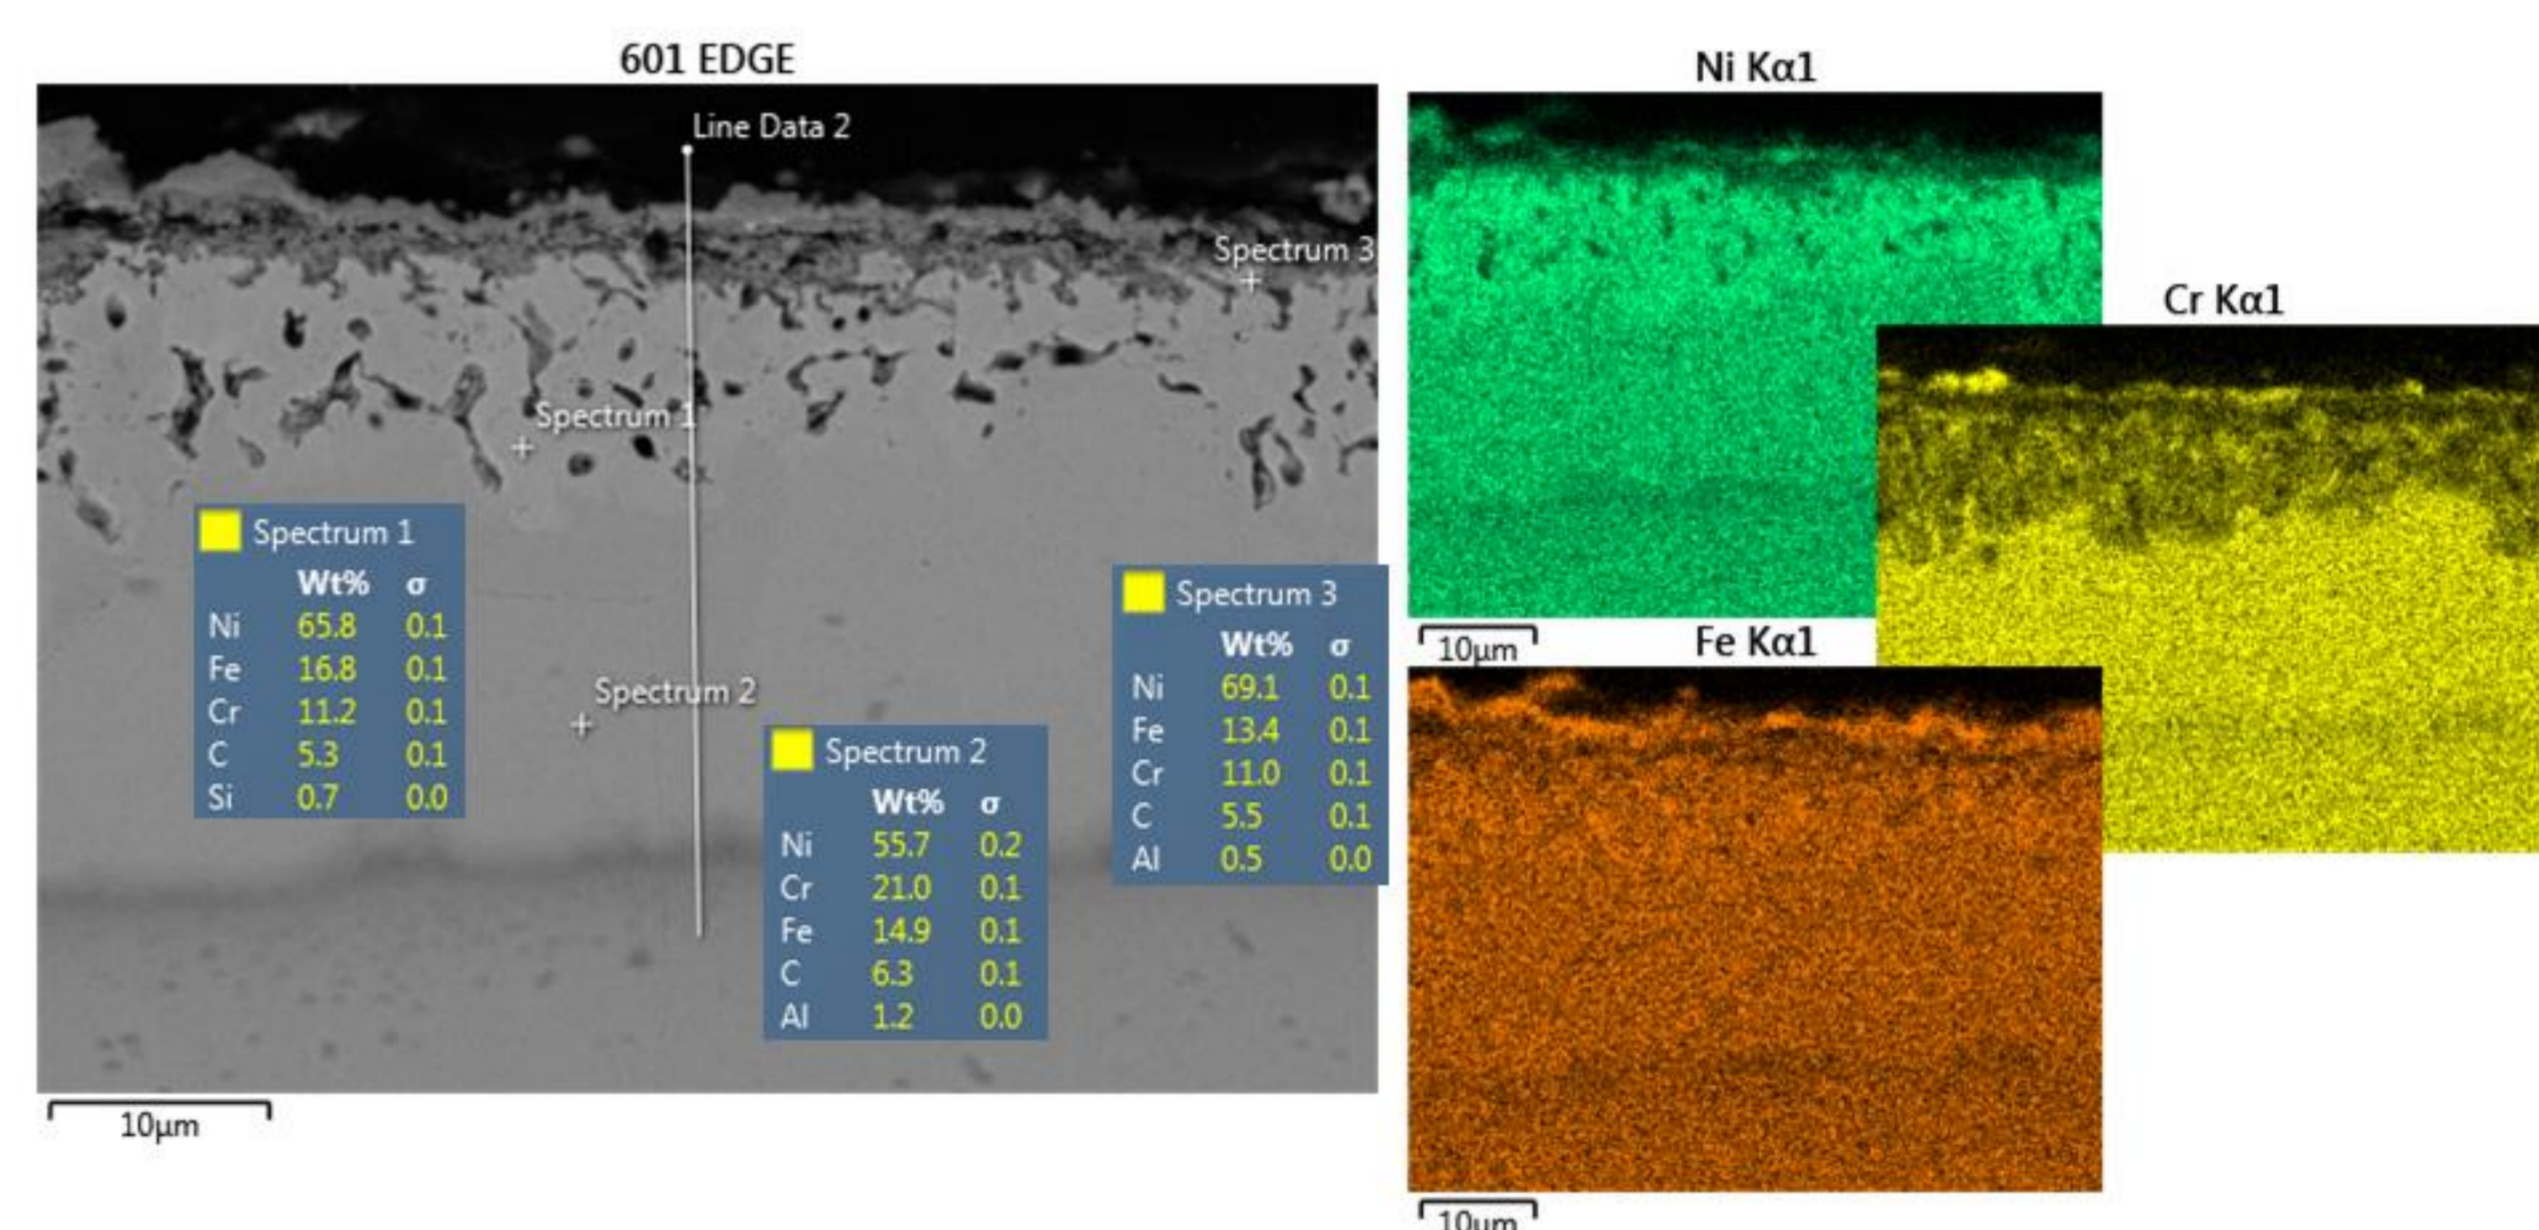 601 EDGE
Line Data 2
Spectrum 3
Spectrum 1
Spectrum 2
Spectrum 1
Wt% σ
Ni 65.8 0.1
Fe 16.8 0.1
Cr 11.2 0.1
C 5.3 0.1
Si 0.7 0.0
Spectrum 2
Wt% σ
Ni 55.7 0.2
Cr 21.0 0.1
Fe 14.9 0.1
C 6.3 0.1
Al 1.2 0.0
Spectrum 3
Wt% σ
Ni 69.1 0.1
Fe 13.4 0.1
Cr 11.0 0.1
C 5.5 0.1
Al 0.5 0.0
10µm
Ni Kα1
10µm
Cr Kα1
Fe Kα1
10µm